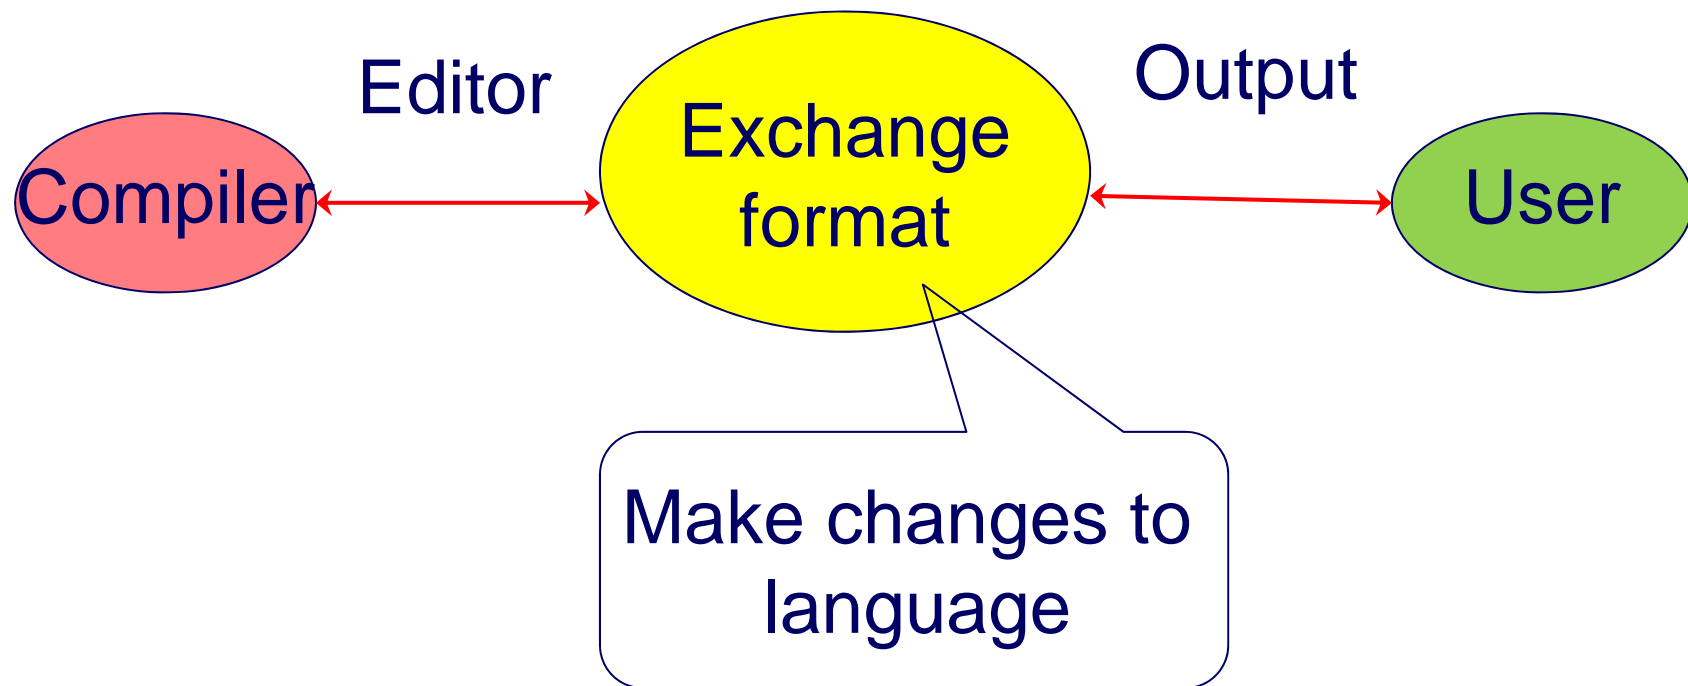 Editor
Output
Compiler
Exchange
format
User
Make changes to
language